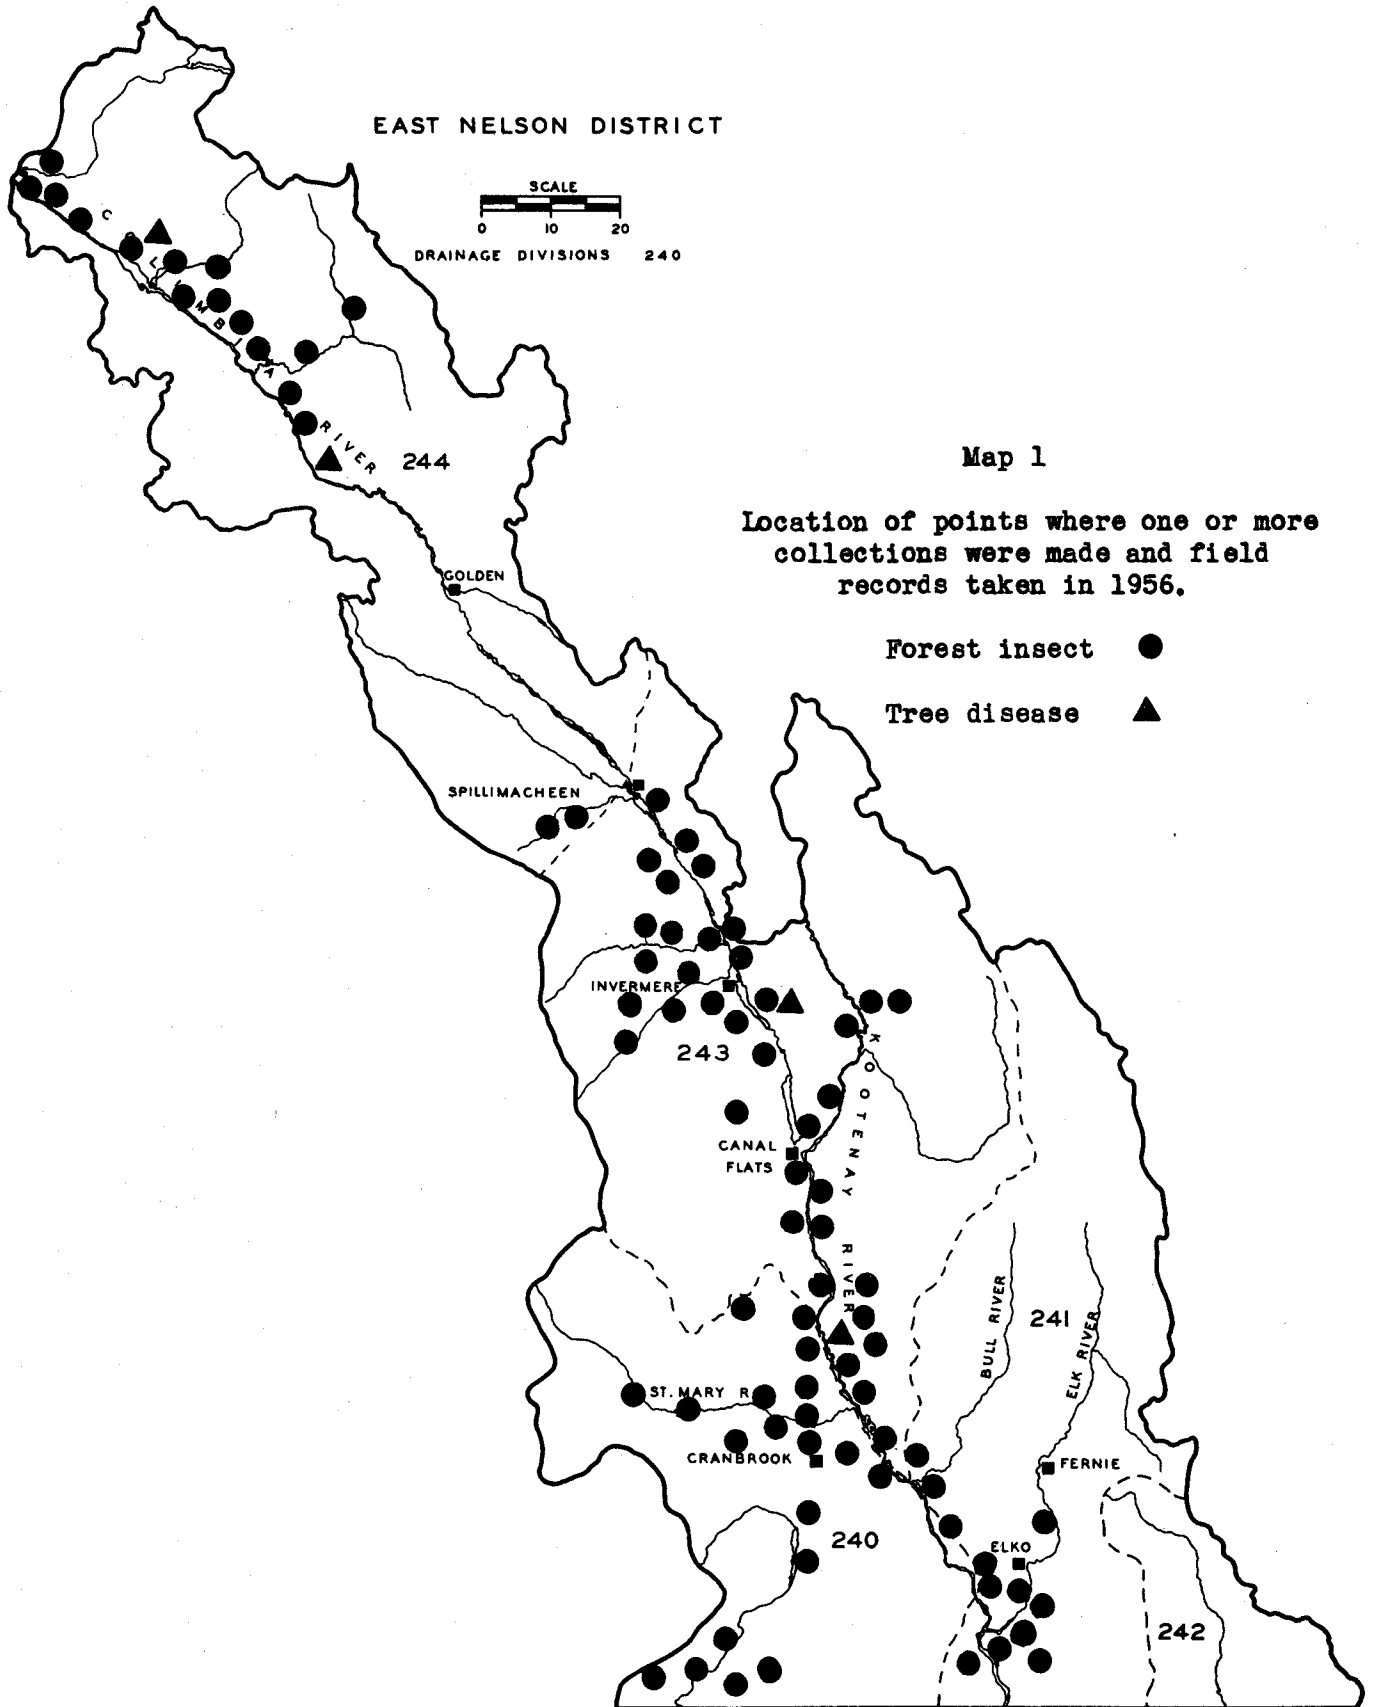 EAST NELSON DISTRICT
SCALE
0 10 20
DRAINAGE DIVISIONS 240
COLUMBIA
RIVER
244
Map 1
Location of points where one or more
collections were made and field
records taken in 1956.
Forest insect
Tree disease
GOLDEN
SPILLIMACHEEN
INVERMERE
243
KOOTENAY RIVER
CANAL
FLATS
BULL RIVER
241
ELK RIVER
ST. MARY R.
CRANBROOK
FERNIE
240
ELKO
242